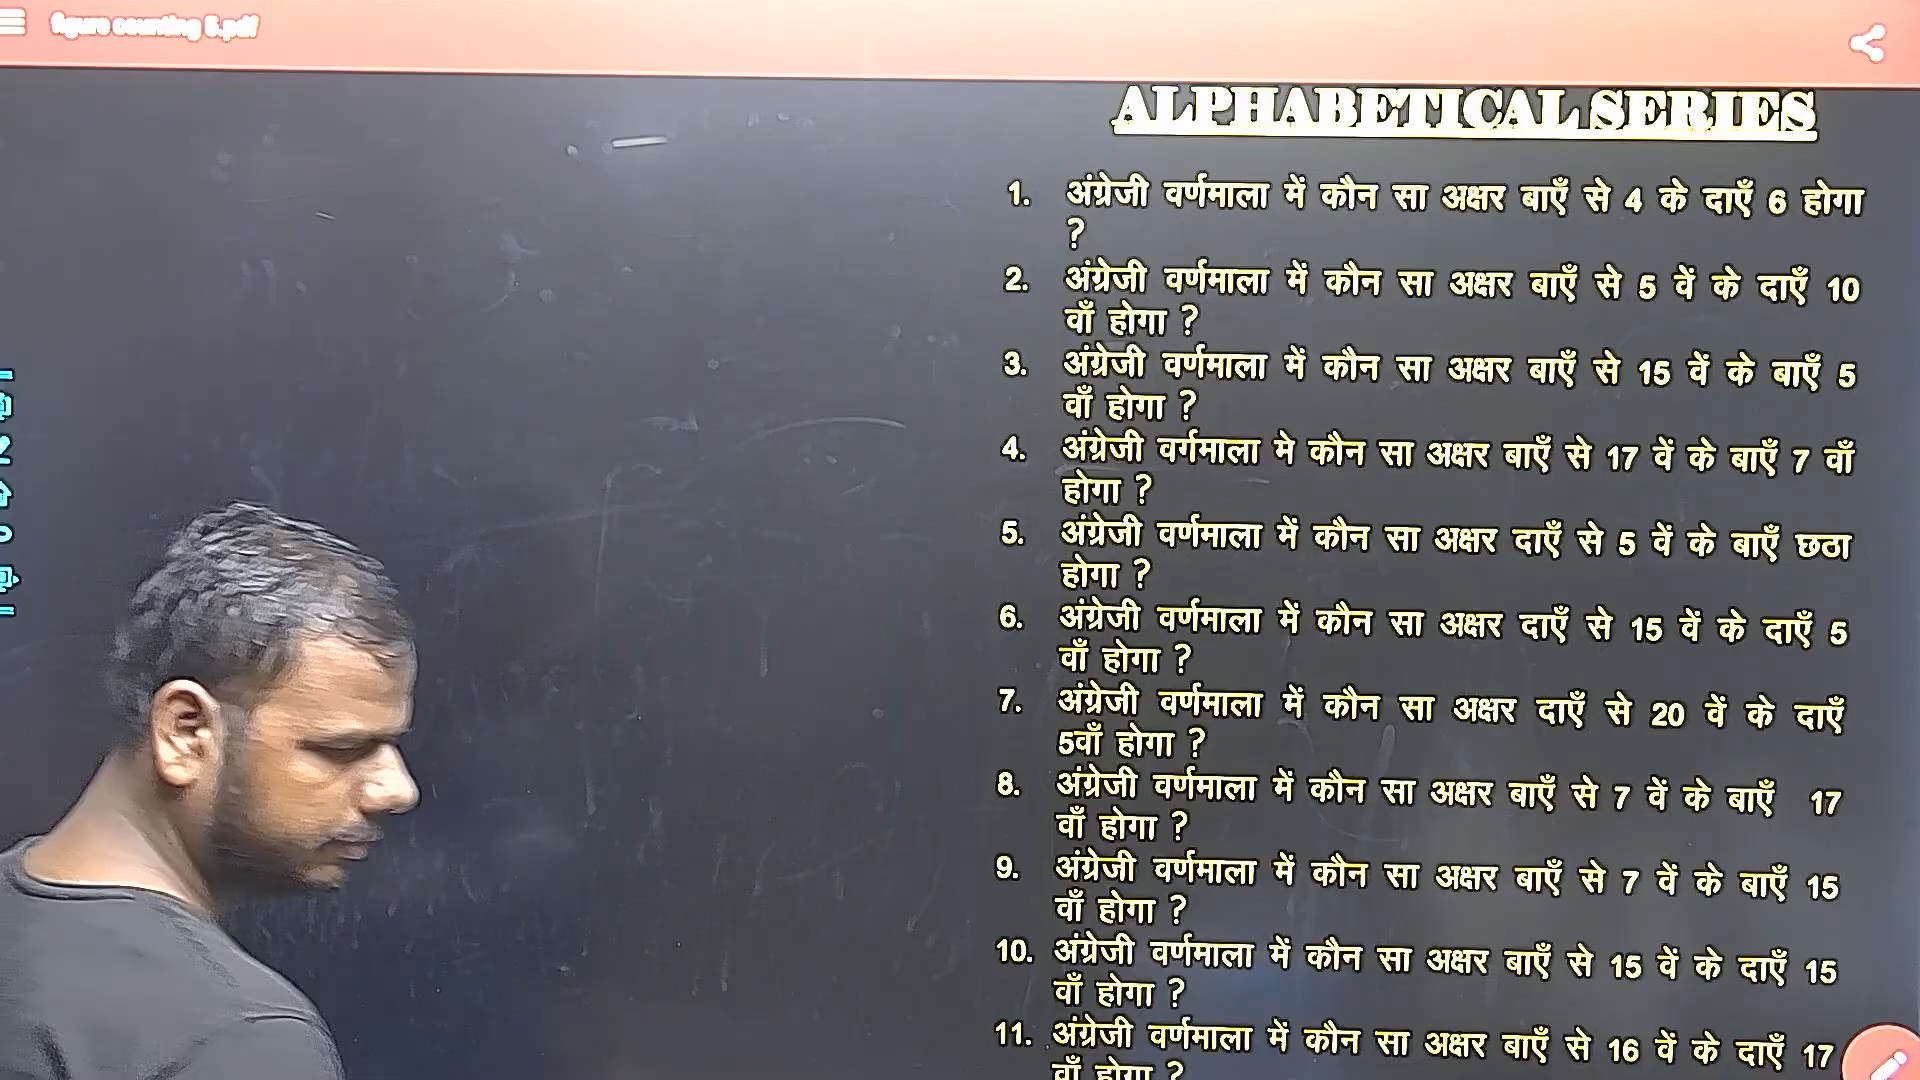 figure counting 5.pdf
ALPHABETICAL SERIES
1. अंग्रेजी वर्णमाला में कौन सा अक्षर बाएँ से 4 के दाएँ 6 होगा
?
2. अंग्रेजी वर्णमाला में कौन सा अक्षर बाएँ से 5 वें के दाएँ 10
वाँ होगा ?
3. अंग्रेजी वर्णमाला में कौन सा अक्षर बाएँ से 15 वें के बाएँ 5
वाँ होगा ?
4. अंग्रेजी वर्गमाला मे कौन सा अक्षर बाएँ से 17 वें के बाएँ 7 वाँ
होगा ?
5. अंग्रेजी वर्णमाला में कौन सा अक्षर दाएँ से 5 वें के बाएँ छठा
होगा ?
6. अंग्रेजी वर्णमाला में कौन सा अक्षर दाएँ से 15 वें के दाएँ 5
वाँ होगा ?
7. अंग्रेजी वर्णमाला में कौन सा अक्षर दाएँ से 20 वें के दाएँ
5वाँ होगा ?
8. अंग्रेजी वर्णमाला में कौन सा अक्षर बाएँ से 7 वें के बाएँ 17
वाँ होगा ?
9. अंग्रेजी वर्णमाला में कौन सा अक्षर बाएँ से 7 वें के बाएँ 15
वाँ होगा ?
10. अंग्रेजी वर्णमाला में कौन सा अक्षर बाएँ से 15 वें के दाएँ 15
वाँ होगा ?
11. अंग्रेजी वर्णमाला में कौन सा अक्षर बाएँ से 16 वें के दाएँ 17
वाँ होगा ?